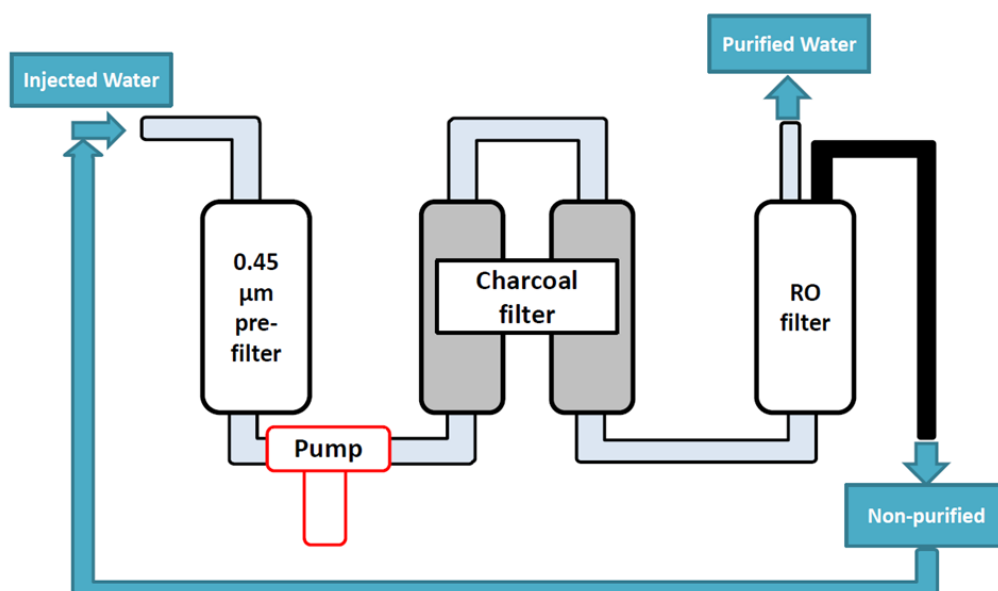 Purified Water
Injected Water
0.45
µm
pre-
filter
Charcoal
filter
RO
filter
Pump
Non-purified